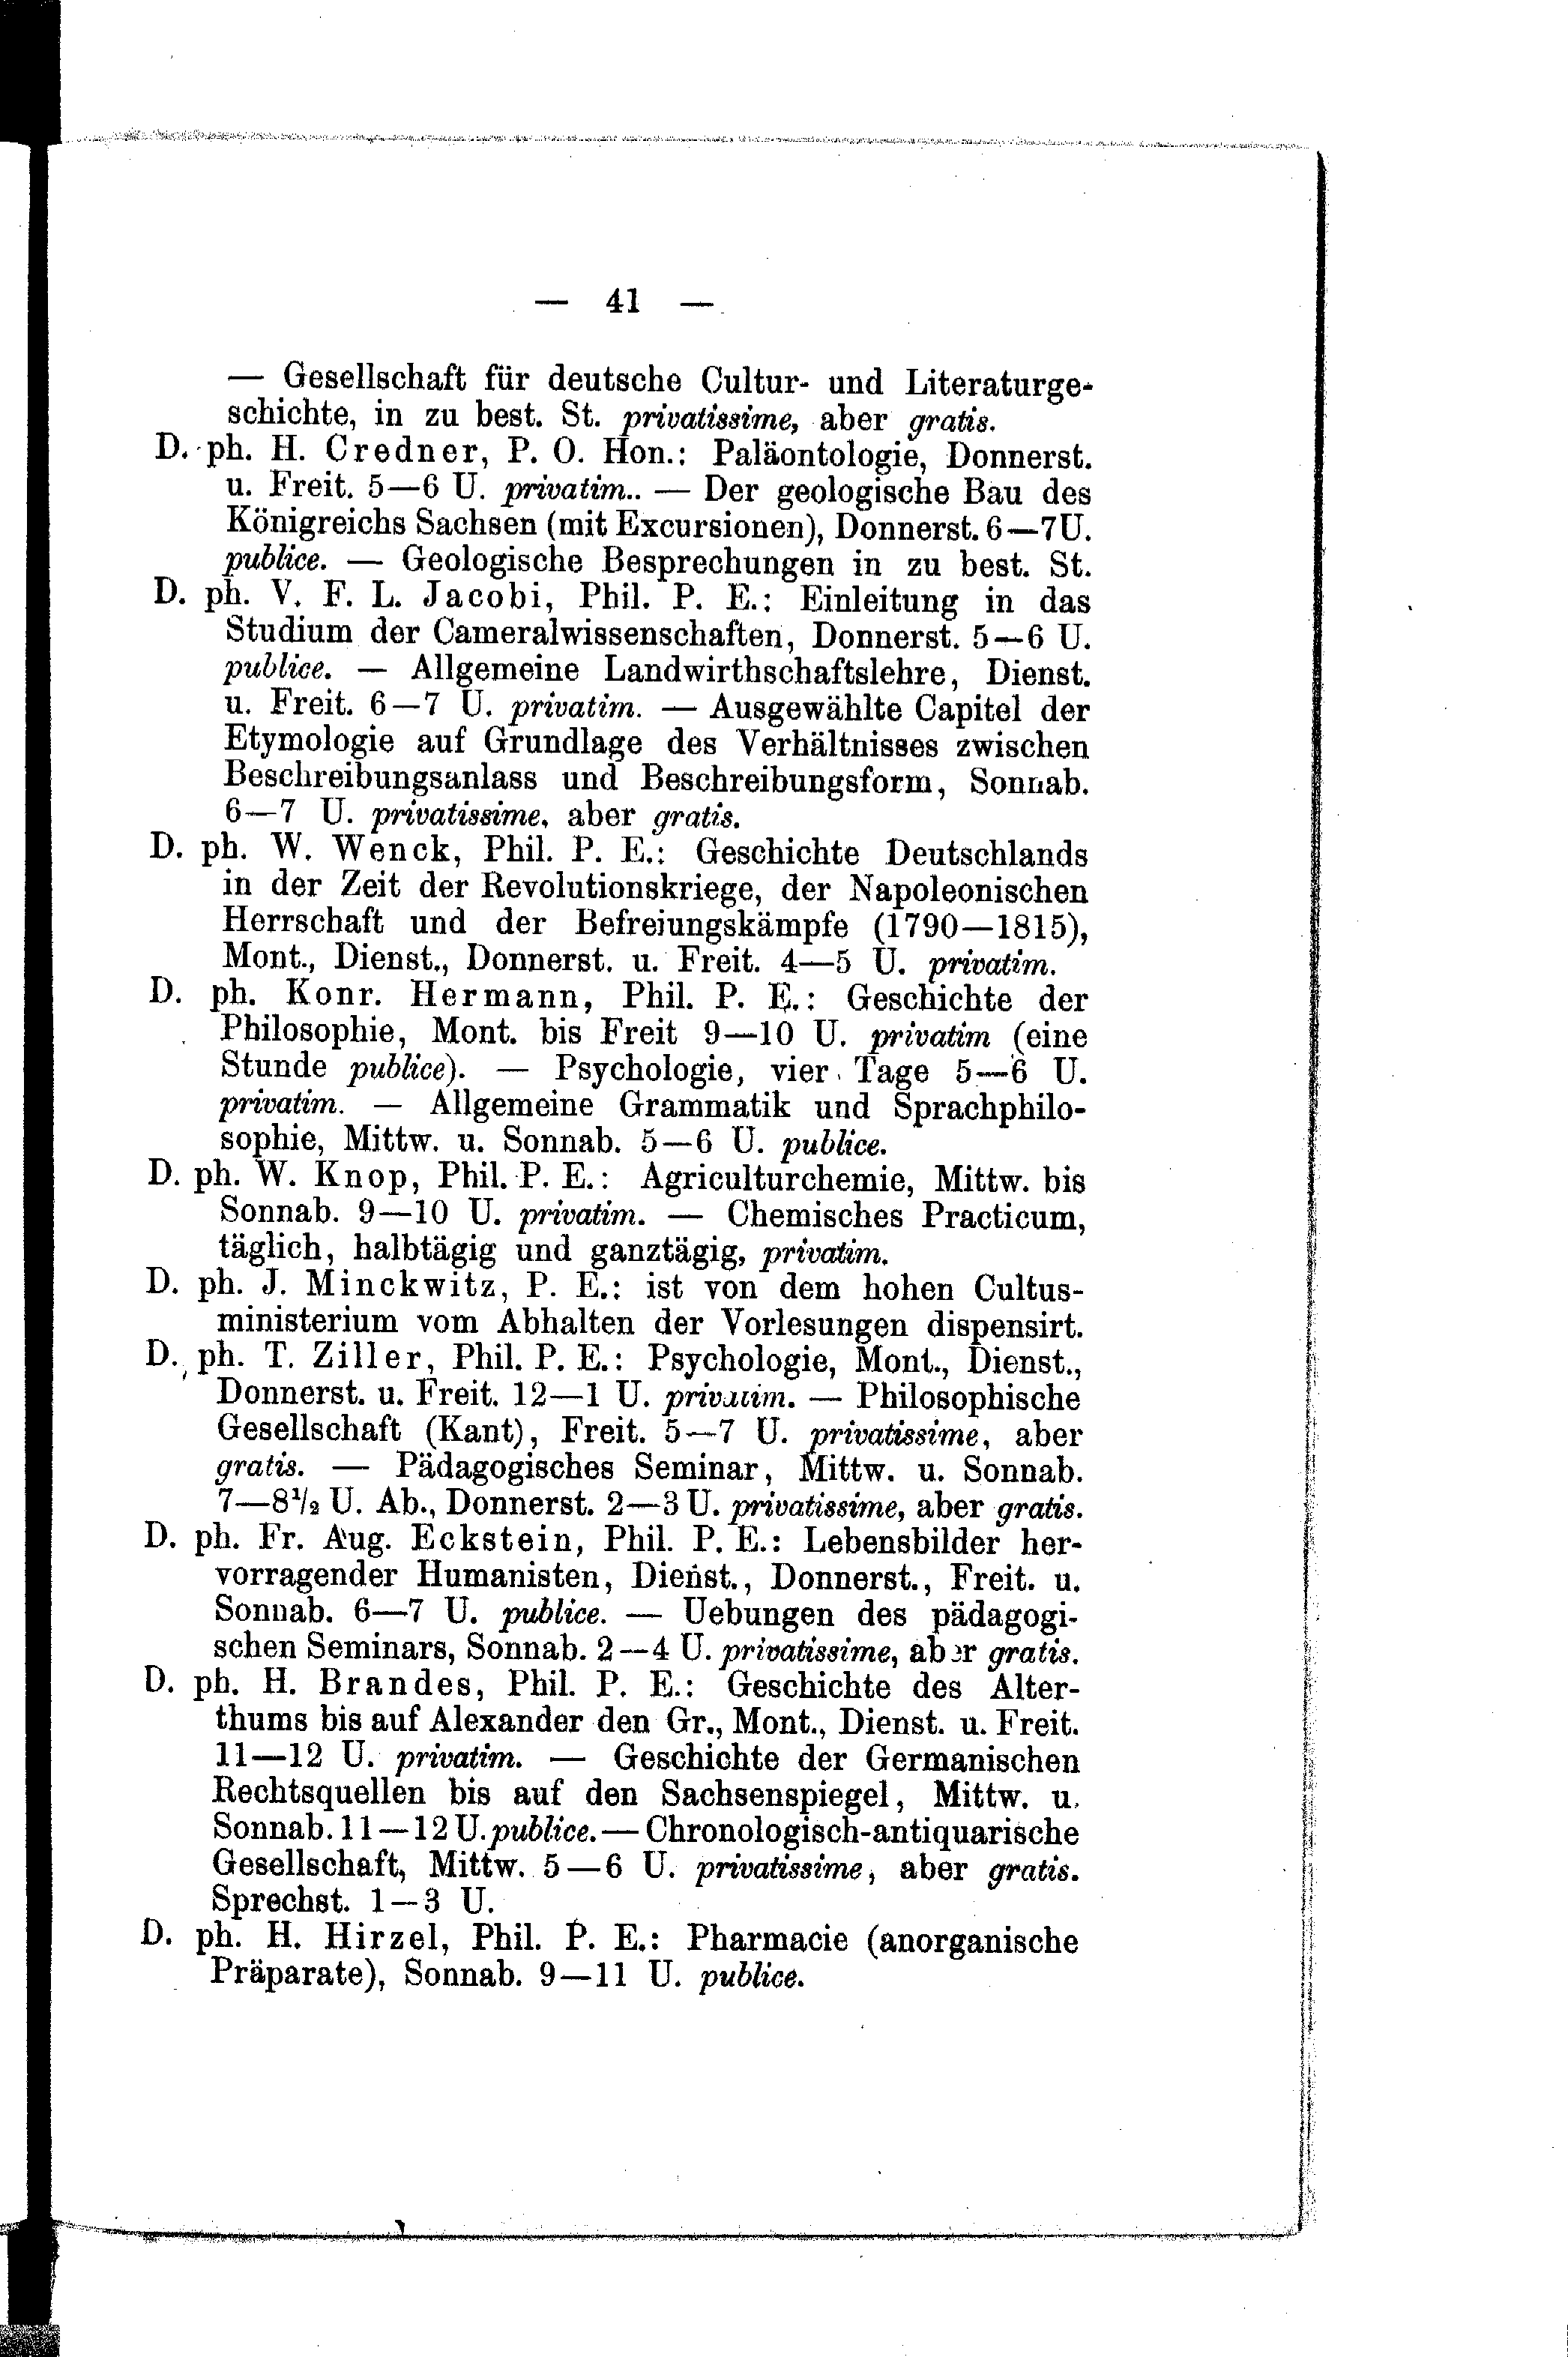 — 41 —
— Gesellschaft für deutsche Cultur- und Literaturge-
schichte, in zu best. St. privatissime, aber gratis.
D. ph. H. Credner, P. O. Hon.: Paläontologie, Donnerst.
u. Freit. 5—6 U. privatim.. — Der geologische Bau des
Königreichs Sachsen (mit Excursionen), Donnerst. 6—7U.
publice. — Geologische Besprechungen in zu best. St.
D. ph. V. F. L. Jacobi, Phil. P. E.: Einleitung in das
Studium der Cameralwissenschaften, Donnerst. 5—6 U.
publice. — Allgemeine Landwirthschaftslehre, Dienst.
u. Freit. 6—7 U. privatim. — Ausgewählte Capitel der
Etymologie auf Grundlage des Verhältnisses zwischen
Beschreibungsanlass und Beschreibungsform, Sonnab.
6—7 U. privatissime, aber gratis.
D. ph. W. Wenck, Phil. P. E.: Geschichte Deutschlands
in der Zeit der Revolutionskriege, der Napoleonischen
Herrschaft und der Befreiungskämpfe (1790—1815),
Mont., Dienst., Donnerst. u. Freit. 4—5 U. privatim.
D. ph. Konr. Hermann, Phil. P. E.: Geschichte der
Philosophie, Mont. bis Freit 9—10 U. privatim (eine
Stunde publice). — Psychologie, vier Tage 5—6 U.
privatim. — Allgemeine Grammatik und Sprachphilo-
sophie, Mittw. u. Sonnab. 5—6 U. publice.
D. ph. W. Knop, Phil. P. E.: Agriculturchemie, Mittw. bis
Sonnab. 9—10 U. privatim. — Chemisches Practicum,
täglich, halbtägig und ganztägig, privatim.
D. ph. J. Minckwitz, P. E.: ist von dem hohen Cultus-
ministerium vom Abhalten der Vorlesungen dispensirt.
D. ph. T. Ziller, Phil. P. E.: Psychologie, Mont., Dienst.,
Donnerst. u. Freit. 12—1 U. privatim. — Philosophische
Gesellschaft (Kant), Freit. 5—7 U. privatissime, aber
gratis. — Pädagogisches Seminar, Mittw. u. Sonnab.
7—8½ U. Ab., Donnerst. 2—3 U. privatissime, aber gratis.
D. ph. Fr. Aug. Eckstein, Phil. P. E.: Lebensbilder her-
vorragender Humanisten, Dienst., Donnerst., Freit. u.
Sonnab. 6—7 U. publice. — Uebungen des pädagogi-
schen Seminars, Sonnab. 2—4 U. privatissime, aber gratis.
D. ph. H. Brandes, Phil. P. E.: Geschichte des Alter-
thums bis auf Alexander den Gr., Mont., Dienst. u. Freit.
11—12 U. privatim. — Geschichte der Germanischen
Rechtsquellen bis auf den Sachsenspiegel, Mittw. u.
Sonnab. 11—12 U. publice. — Chronologisch-antiquarische
Gesellschaft, Mittw. 5—6 U. privatissime, aber gratis.
Sprechst. 1—3 U.
D. ph. H. Hirzel, Phil. P. E.: Pharmacie (anorganische
Präparate), Sonnab. 9—11 U. publice.